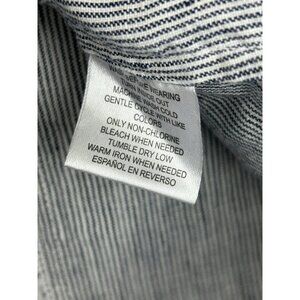 WEARING
INSIDE OUT
MACHINE WASH COLD
GENTLE CYCLE WITH LIKE
COLORS
ONLY NON-CHLORINE
BLEACH WHEN NEEDED
TUMBLE DRY LOW
WARM IRON WHEN NEEDED
ESPAÑOL EN REVERSO